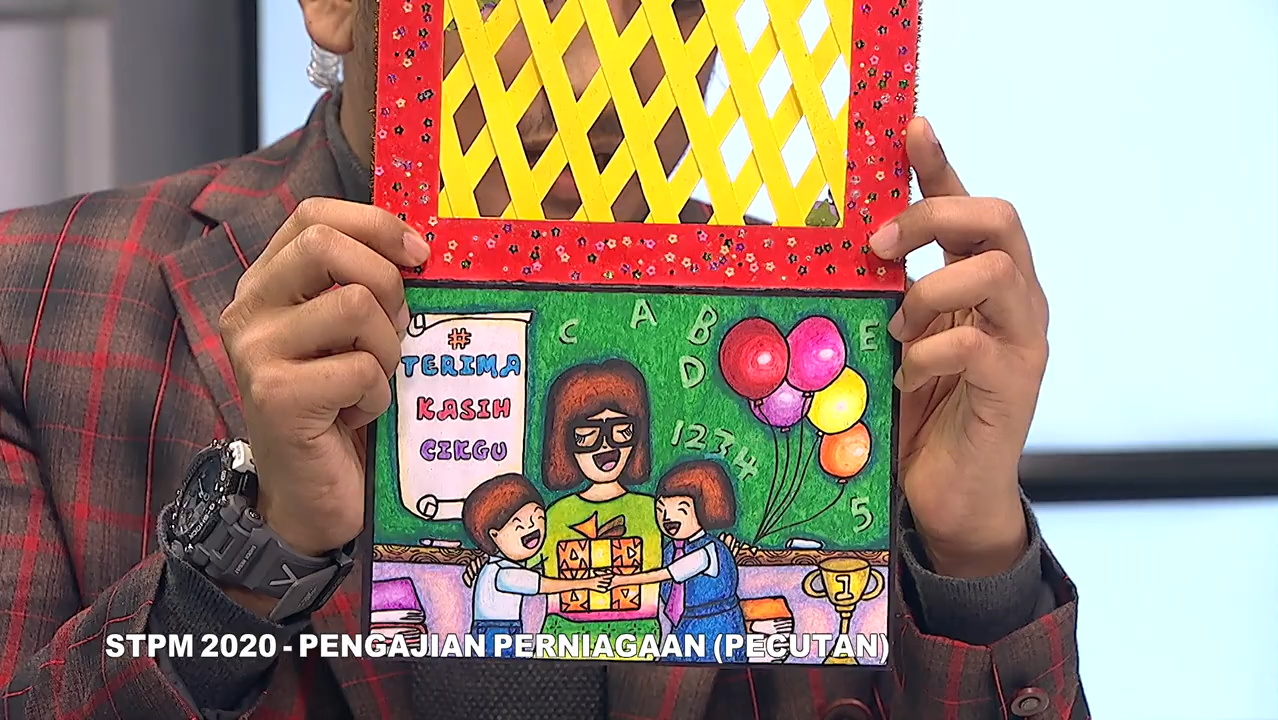 #
TERIMA
KASIH
CIKGU
C A B
D
E
1234
5
1
STPM 2020 - PENGAJIAN PERNIAGAAN (PECUTAN)